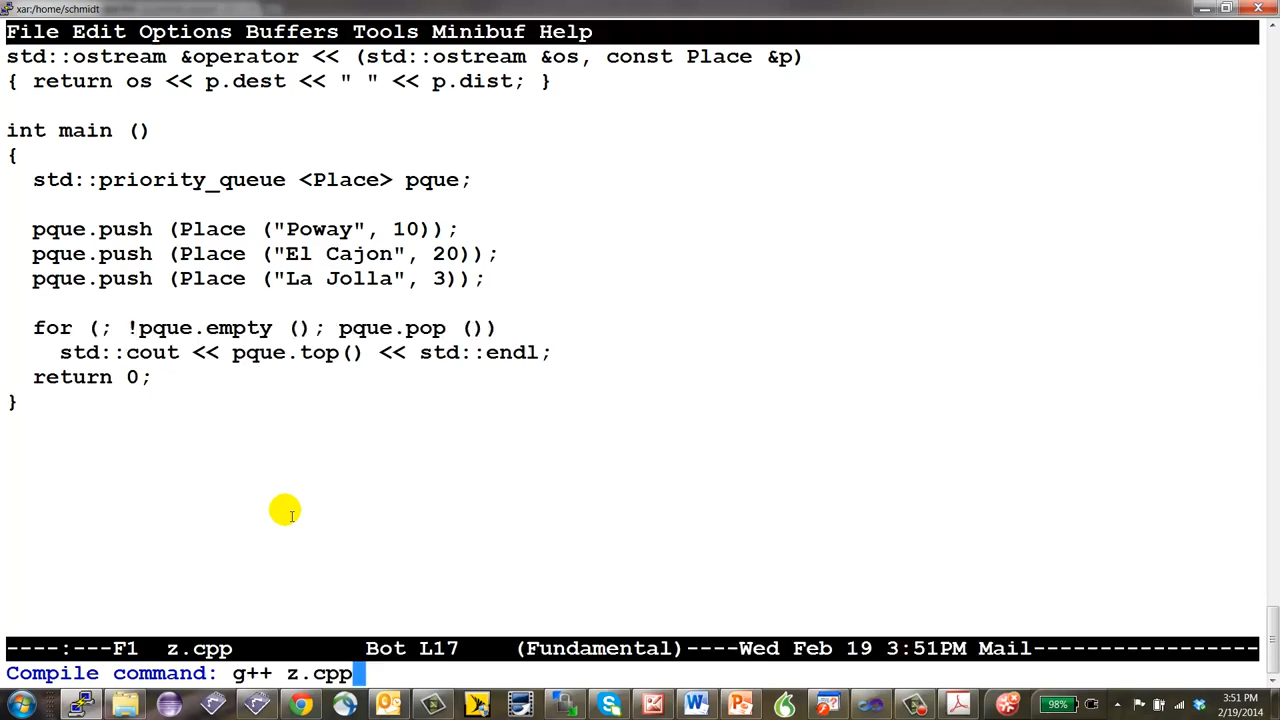 xar:/home/schmidt
File Edit Options Buffers Tools Minibuf Help
std::ostream &operator << (std::ostream &os, const Place &p)
{ return os << p.dest << " " << p.dist; }
int main ()
{
std::priority_queue <Place> pque;
pque.push (Place ("Poway", 10));
pque.push (Place ("El Cajon", 20));
pque.push (Place ("La Jolla", 3));
for (; !pque.empty (); pque.pop ())
std::cout << pque.top() << std::endl;
return 0;
}
----:---F1 z.cpp Bot L17 (Fundamental)----Wed Feb 19 3:51PM Mail-----------------
Compile command: g++ z.cpp
98%
3:51 PM
2/19/2014